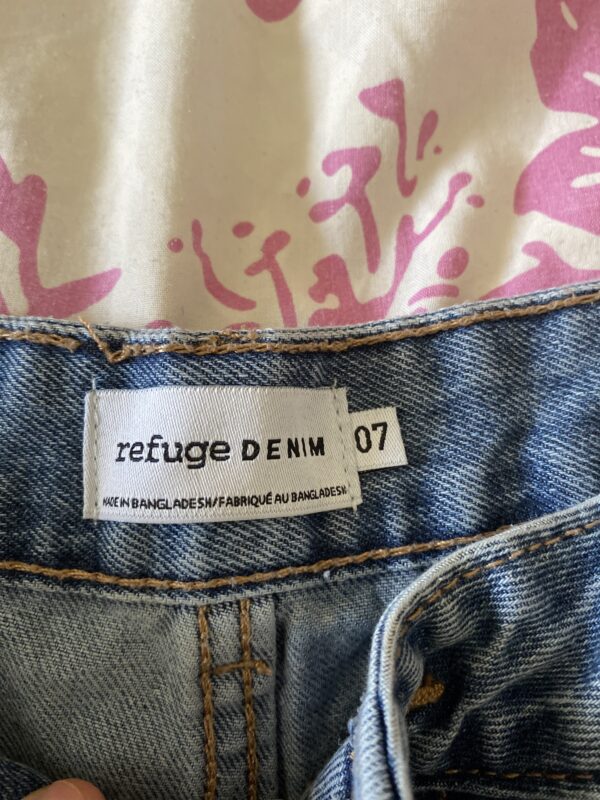 refuge DENIM
07
MADE IN BANGLADESH/FABRIQUÉ AU BANGLADESH